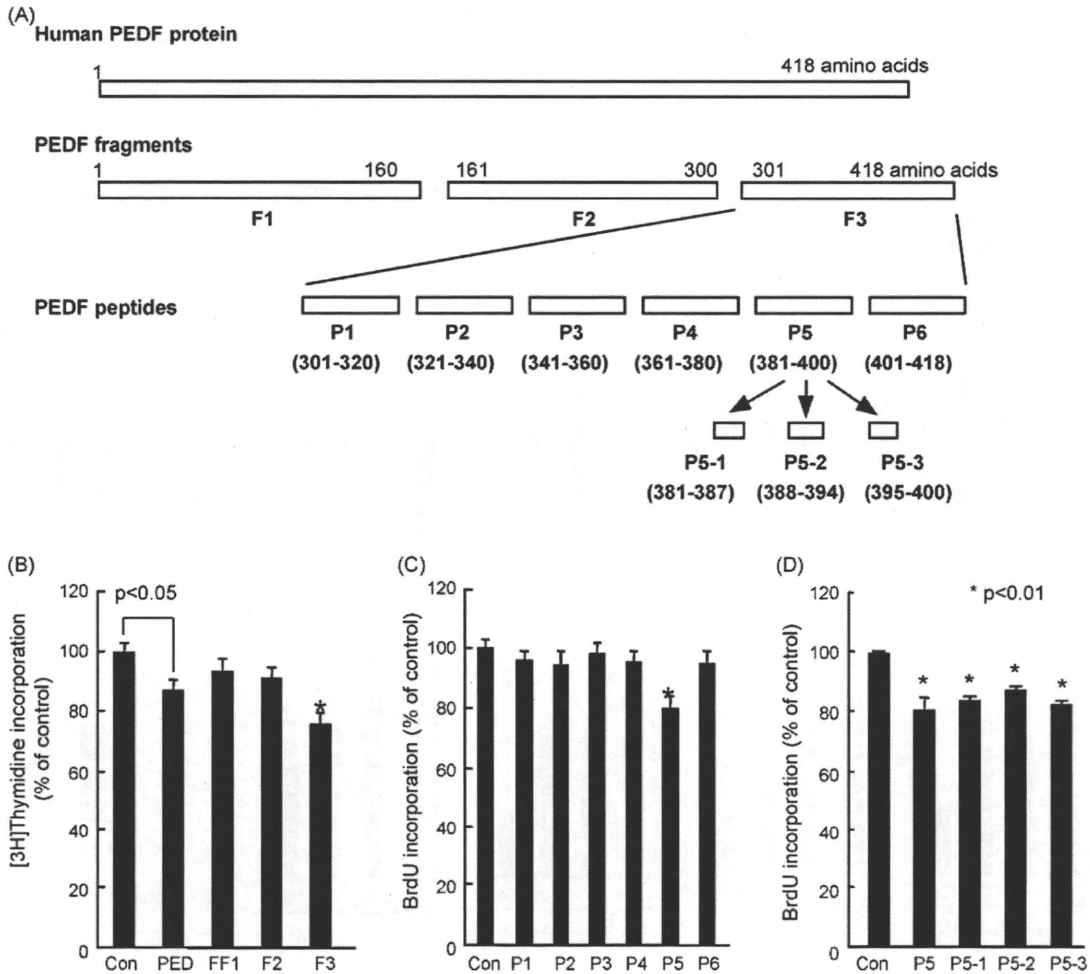 (A)
Human PEDF protein
1 418 amino acids
PEDF fragments
1 160 161 300 301 418 amino acids
F1 F2 F3
PEDF peptides
P1 P2 P3 P4 P5 P6
(301-320) (321-340) (341-360) (361-380) (381-400) (401-418)
P5-1 P5-2 P5-3
(381-387) (388-394) (395-400)
(B)
[3H]Thymidine incorporation
(% of control)
120
100
80
60
40
20
0
p<0.05
*
Con PED FF1 F2 F3
(C)
BrdU incorporation (% of control)
120
100
80
60
40
20
0
*
Con P1 P2 P3 P4 P5 P6
(D)
BrdU incorporation (% of control)
120
100
80
60
40
20
0
* p<0.01
* * * *
Con P5 P5-1 P5-2 P5-3